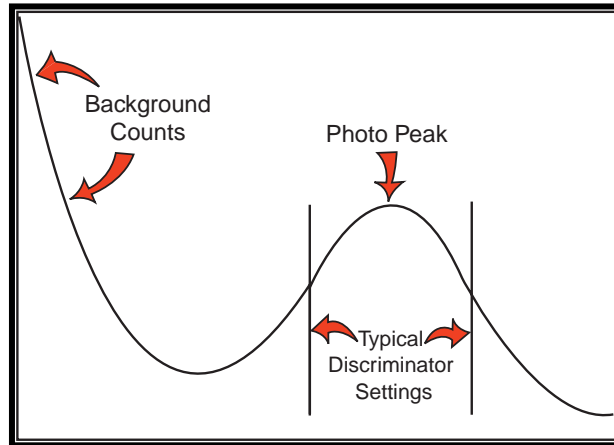 Background
Counts
Photo Peak
Typical
Discriminator
Settings